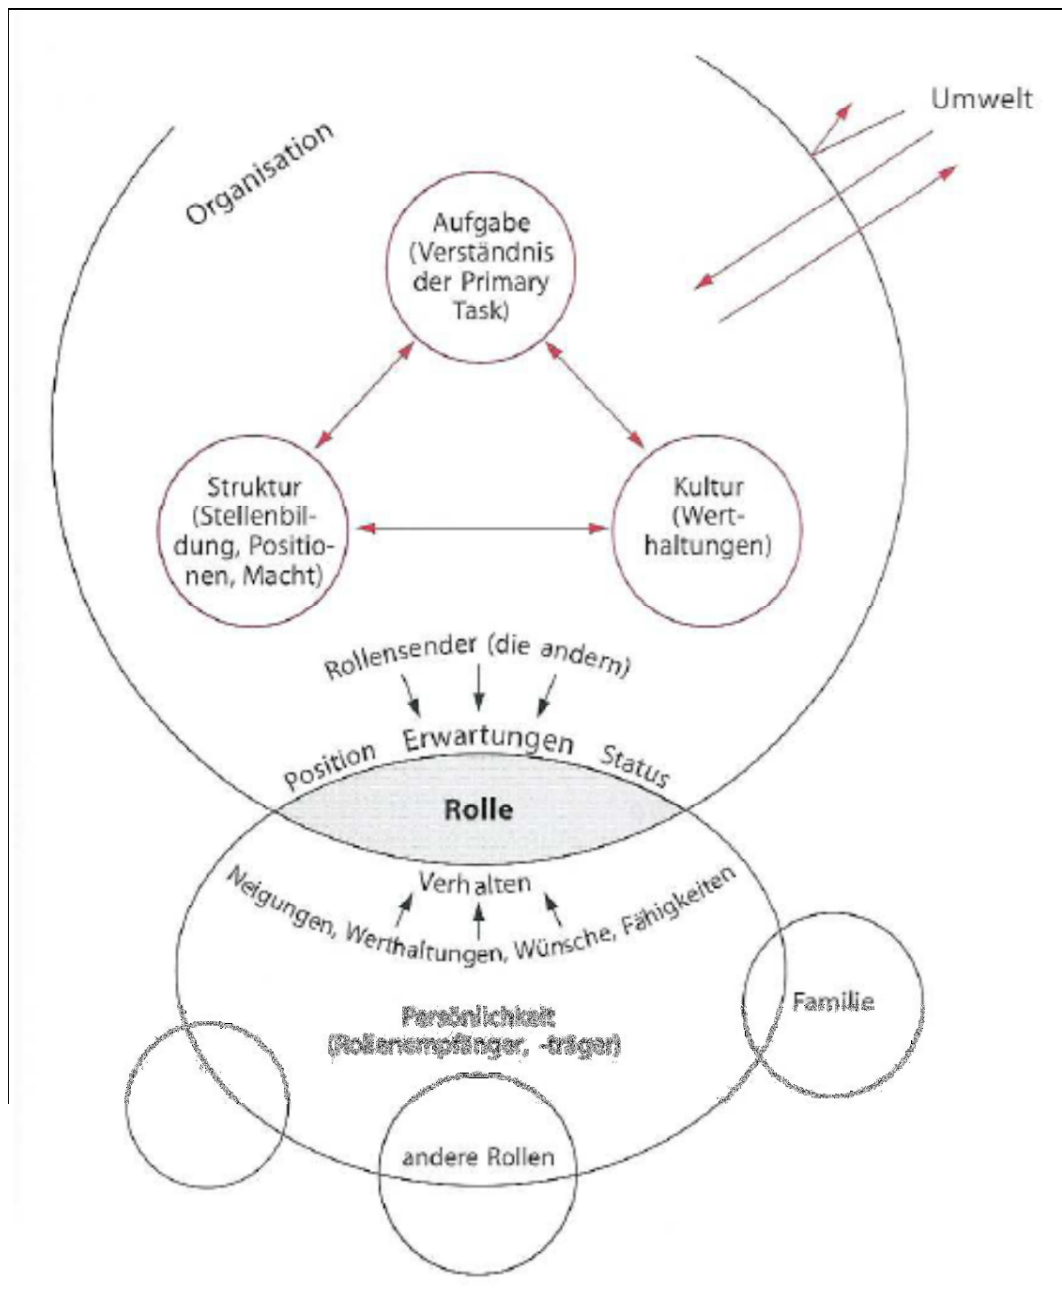 Umwelt
Organisation
Aufgabe
(Verständnis
der Primary
Task)
Struktur
(Stellenbil-
dung, Positio-
nen, Macht)
Kultur
(Wert-
haltungen)
Rollensender (die andern)
Position Erwartungen Status
Rolle
Verhalten
Neigungen, Werthaltungen, Wünsche, Fähigkeiten
Familie
Persönlichkeit
(Rollenempfänger, -träger)
andere Rollen